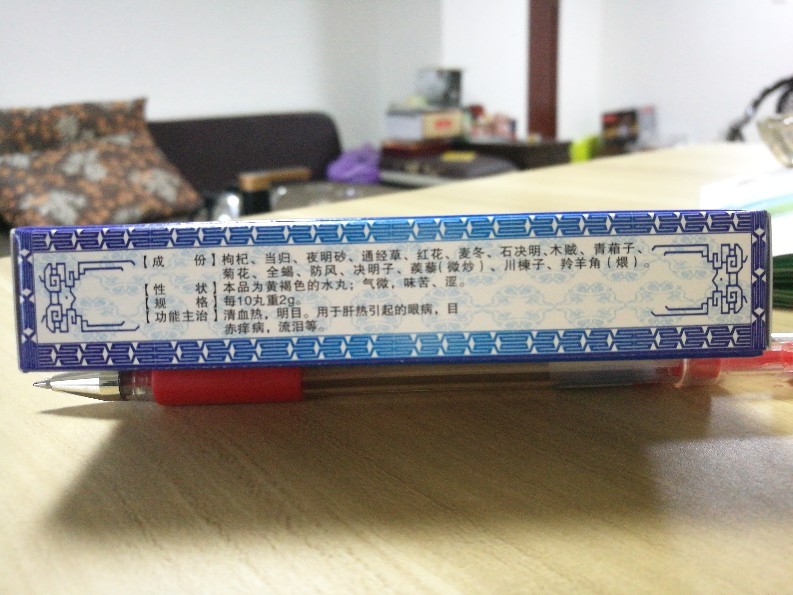 【成　份】枸杞、当归、夜明砂、通经草、红花、麦冬、石决明、木贼、青葙子、
菊花、全蝎、防风、决明子、蒺藜(微炒)、川楝子、羚羊角(煨)。
【性　状】本品为黄褐色的水丸；气微，味苦、涩。
【规　格】每10丸重2g。
【功能主治】清血热，明目。用于肝热引起的眼病，目
赤痒病，流泪等。